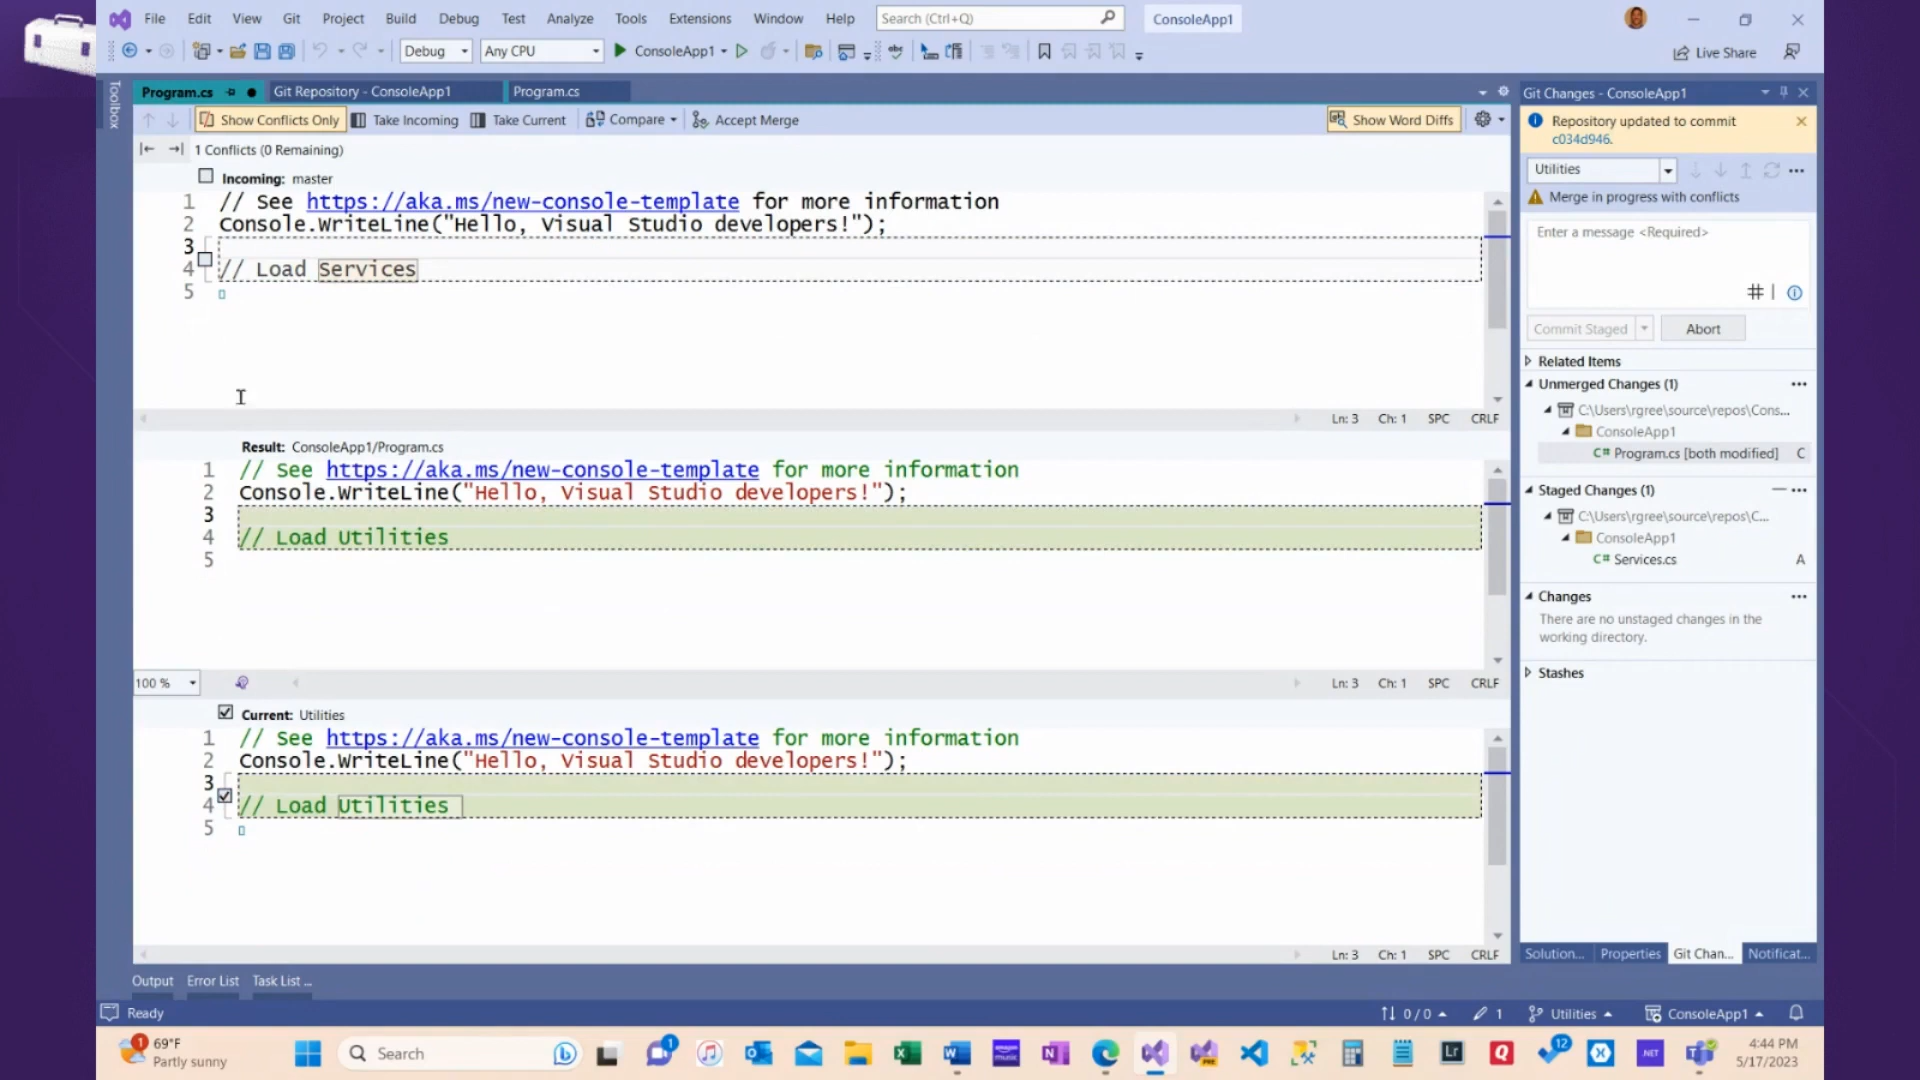 File Edit View Git Project Build Debug Test Analyze Tools Extensions Window Help Search (Ctrl+Q) ConsoleApp1
Debug Any CPU ConsoleApp1 Live Share
Toolbox
Program.cs Git Repository - ConsoleApp1 Program.cs
Show Conflicts Only Take Incoming Take Current Compare Accept Merge Show Word Diffs
1 Conflicts (0 Remaining)
Incoming: master
1 // See https://aka.ms/new-console-template for more information
2 Console.WriteLine("Hello, Visual Studio developers!");
3
4 // Load Services
5
Ln: 3 Ch: 1 SPC CRLF
Result: ConsoleApp1/Program.cs
1 // See https://aka.ms/new-console-template for more information
2 Console.WriteLine("Hello, Visual Studio developers!");
3
4 // Load Utilities
5
100 % Ln: 3 Ch: 1 SPC CRLF
Current: Utilities
1 // See https://aka.ms/new-console-template for more information
2 Console.WriteLine("Hello, Visual Studio developers!");
3
4 // Load Utilities
5
Ln: 3 Ch: 1 SPC CRLF
Git Changes - ConsoleApp1
Repository updated to commit
c034d946.
Utilities
Merge in progress with conflicts
Enter a message <Required>
#
Commit Staged Abort
Related Items
Unmerged Changes (1)
C:\Users\rgree\source\repos\Cons...
ConsoleApp1
C# Program.cs [both modified] C
Staged Changes (1)
C:\Users\rgree\source\repos\C...
ConsoleApp1
C# Services.cs A
Changes
There are no unstaged changes in the
working directory.
Stashes
Solution... Properties Git Chan... Notificat...
Output Error List Task List ...
Ready 0 / 0 1 Utilities ConsoleApp1
1 69°F
Partly sunny
Search 1 12
4:44 PM
5/17/2023